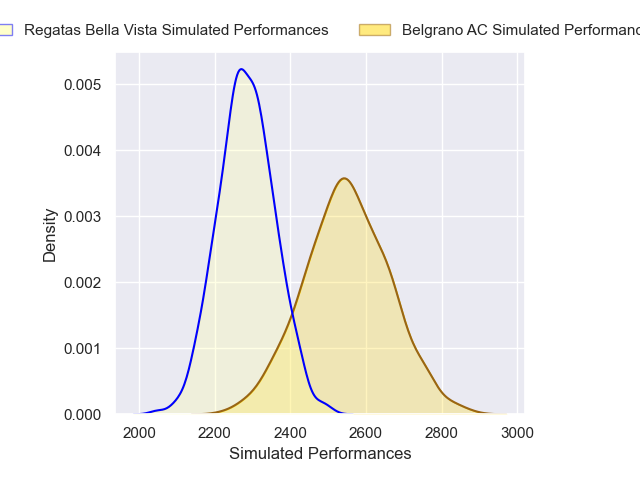 Regatas Bella Vista Simulated Performances
Belgrano AC Simulated
0.005
0.004
0.003
0.002
0.001
0.000
Density
2000 2200 2400 2600 2800 3000
Simulated Performances